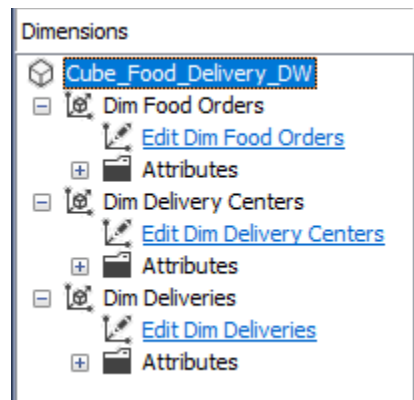 Dimensions
Cube_Food_Delivery_DW
Dim Food Orders
Edit Dim Food Orders
Attributes
Dim Delivery Centers
Edit Dim Delivery Centers
Attributes
Dim Deliveries
Edit Dim Deliveries
Attributes